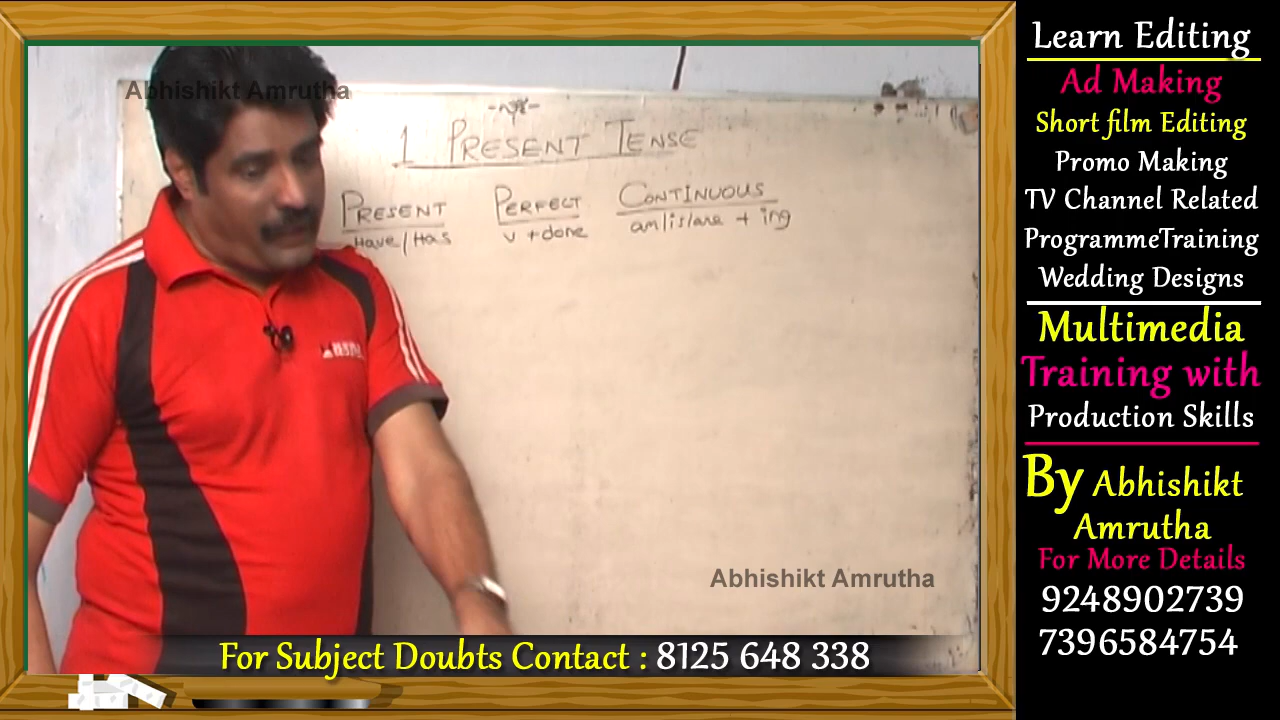 Abhishikt Amrutha
1 PRESENT TENSE
PRESENT PERFECT CONTINUOUS
Have/Has v + done am/is/are + ing
Abhishikt Amrutha
For Subject Doubts Contact : 8125 648 338
Learn Editing
Ad Making
Short film Editing
Promo Making
TV Channel Related
ProgrammeTraining
Wedding Designs
Multimedia
Training with
Production Skills
By Abhishikt
Amrutha
For More Details
9248902739
7396584754